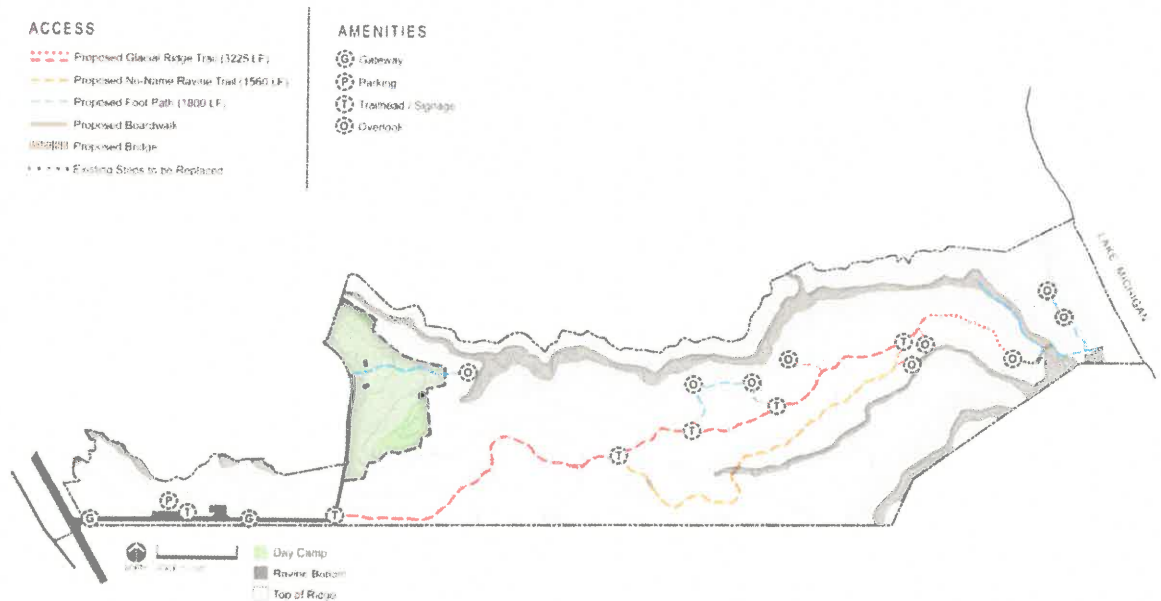 ACCESS
Proposed Glacial Ridge Trail (3225 LF)
Proposed No-Name Ravine Trail (1560 LF)
Proposed Foot Path (1800 LF)
Proposed Boardwalk
Proposed Bridge
Existing Steps to be Replaced
AMENITIES
G Gateway
P Parking
T Trailhead / Signage
O Overlook
LAKE MICHIGAN
O
O
T
O
O
O
O
O
O
O
T
T
T
P
T
G
G
T
NORTH
Day Camp
Ravine Bottom
Top of Ridge